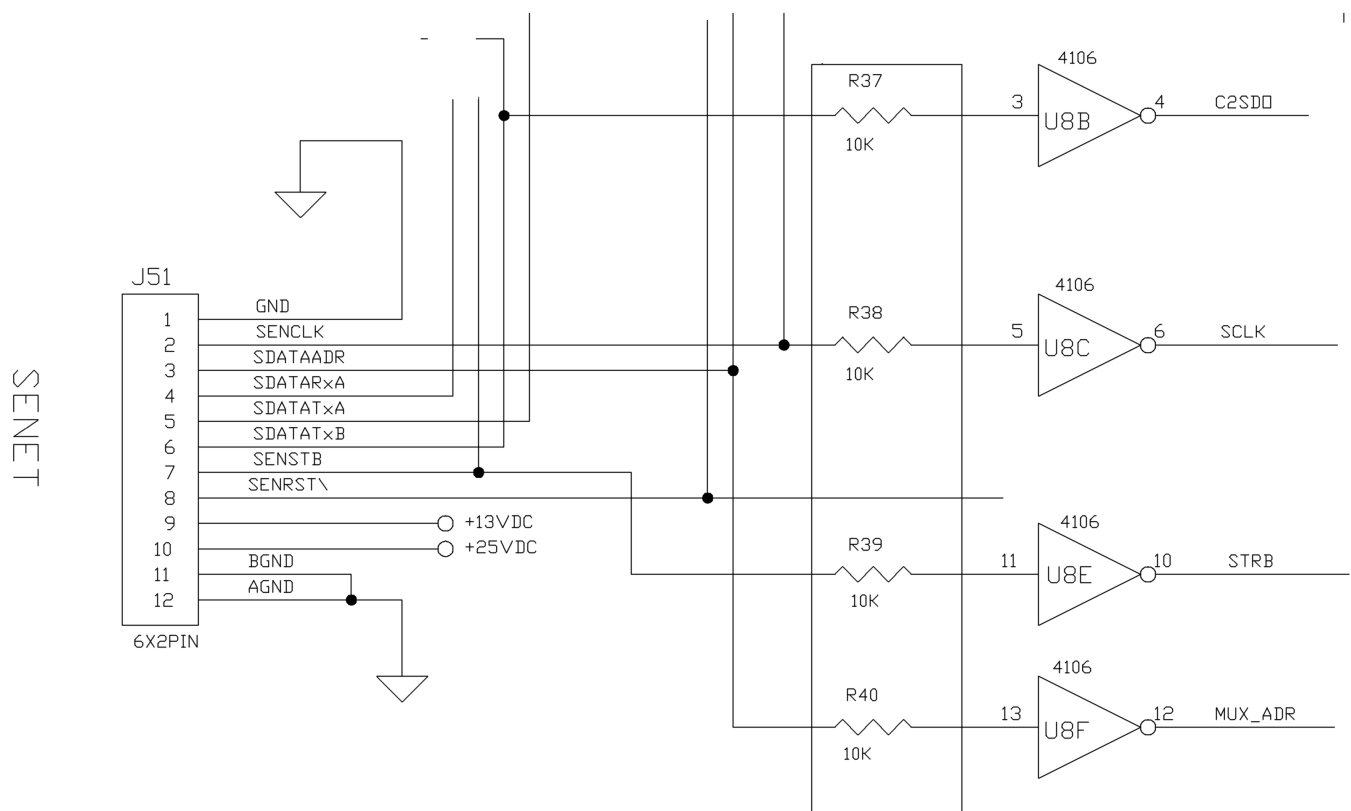 R37
4106
3
U8B
4
C2SDO
10K
J51
GND
1
SENCLK
2
R38
4106
5
U8C
6
SCLK
10K
SDATAADR
3
SDATARxA
4
SDATATxA
5
SDATATxB
6
SENSTB
7
SENRST\
8
9
+13VDC
10
+25VDC
BGND
11
AGND
12
6X2PIN
SENET
R39
4106
11
U8E
10
STRB
10K
R40
4106
13
U8F
12
MUX_ADR
10K